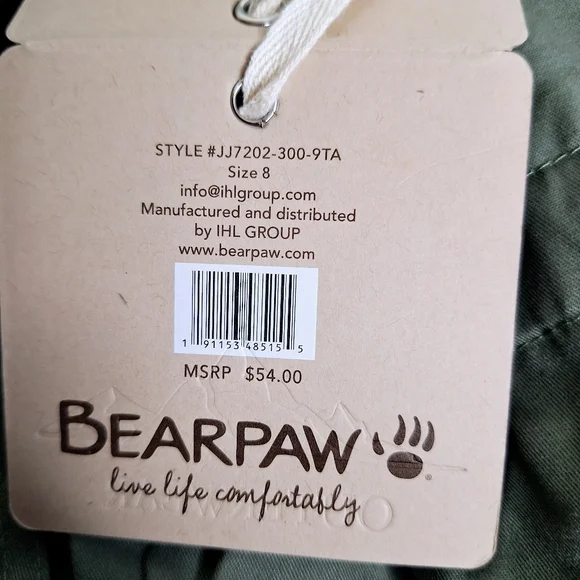 STYLE #JJ7202-300-9TA
Size 8
info@ihlgroup.com
Manufactured and distributed
by IHL GROUP
www.bearpaw.com
1 91153 48515 5
MSRP $54.00
BEARPAW
live life comfortably